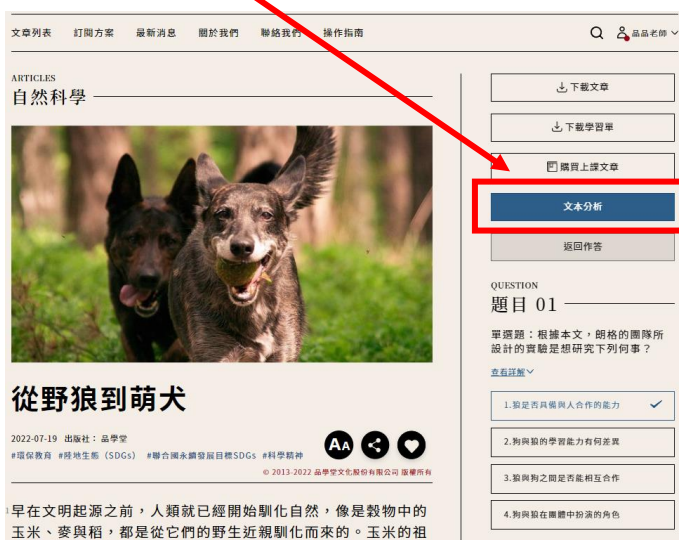 文章列表 訂閱方案 最新消息 關於我們 聯絡我們 操作指南 品品老師
ARTICLES
自然科學
從野狼到萌犬
2022-07-19 出版社： 品學堂
#環保教育 #陸地生態（SDGs） #聯合國永續發展目標SDGs #科學精神
AA
© 2013-2022 品學堂文化股份有限公司 版權所有
1早在文明起源之前，人類就已經開始馴化自然，像是穀物中的
玉米、麥與稻，都是從它們的野生近親馴化而來的。玉米的祖
下載文章
下載學習單
購買上課文章
文本分析
返回作答
QUESTION
題目 01
單選題：根據本文，朗格的團隊所
設計的實驗是想研究下列何事？
查看詳解
1.狼是否具備與人合作的能力
2.狗與狼的學習能力有何差異
3.狼與狗之間是否能相互合作
4.狗與狼在團體中扮演的角色